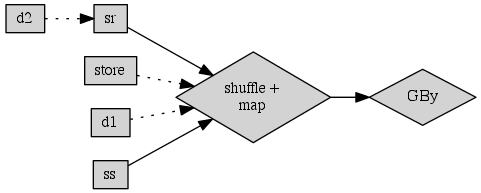 d2
sr
store
d1
ss
shuffle +
map
GBy